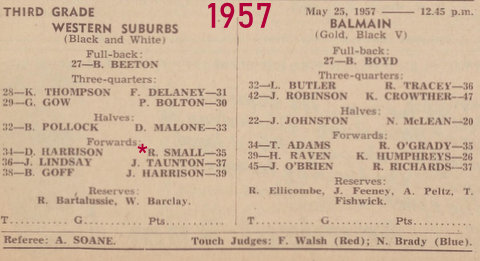 1957
THIRD GRADE
May 25, 1957 — 12.45 p.m.
WESTERN SUBURBS
(Black and White)
Full-back:
27—B. BEETON
Three-quarters:
28—K. THOMPSON F. DELANEY—31
29—G. GOW P. BOLTON—30
Halves:
32—B. POLLOCK D. MALONE—33
Forwards:
34—D. HARRISON *R. SMALL—35
36—J. LINDSAY J. TAUNTON—37
38—B. GOFF J. HARRISON—39
Reserves:
R. Bartalussie, W. Barclay.
T............ G............ Pts............
BALMAIN
(Gold, Black V)
Full-back:
27—B. BOYD
Three-quarters:
32—L. BUTLER R. TRACEY—36
42—J. ROBINSON K. CROWTHER—47
Halves:
22—J. JOHNSTON N. McLEAN—20
Forwards:
34—T. ADAMS R. O'GRADY—35
39—H. RAVEN K. HUMPHREYS—26
45—J. O'BRIEN R. RICHARDS—37
Reserves:
R. Ellicombe, J. Feeney, A. Peltz, T.
Fishwick.
T............ G............ Pts............
Referee: A. SOANE. Touch Judges: F. Walsh (Red); N. Brady (Blue).